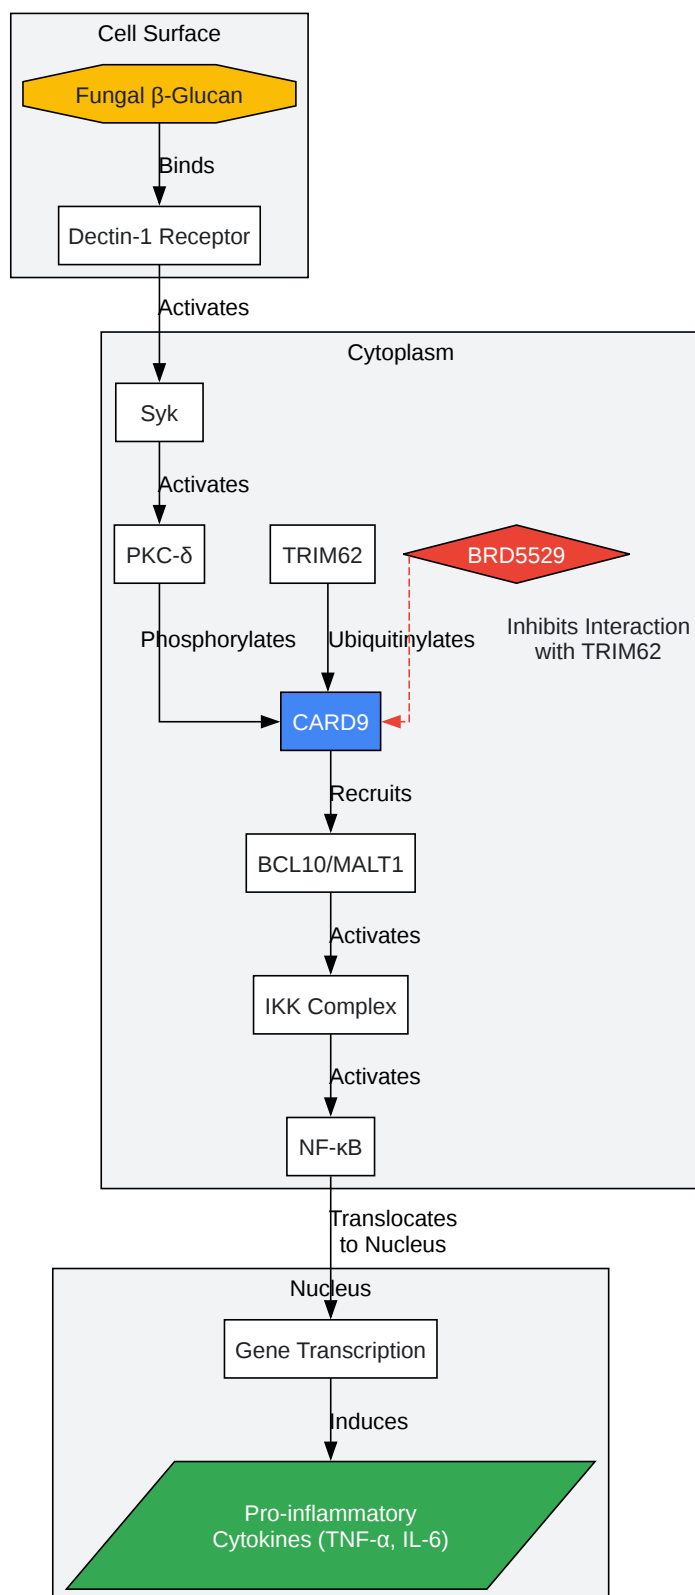 Cell Surface
Fungal β-Glucan
Binds
Dectin-1 Receptor
Activates
Cytoplasm
Syk
Activates
PKC-δ
TRIM62
BRD5529
Phosphorylates
Ubiquitinylates
Inhibits Interaction
with TRIM62
CARD9
Recruits
BCL10/MALT1
Activates
IKK Complex
Activates
NF-κB
Translocates
to Nucleus
Nucleus
Gene Transcription
Induces
Pro-inflammatory
Cytokines (TNF-α, IL-6)